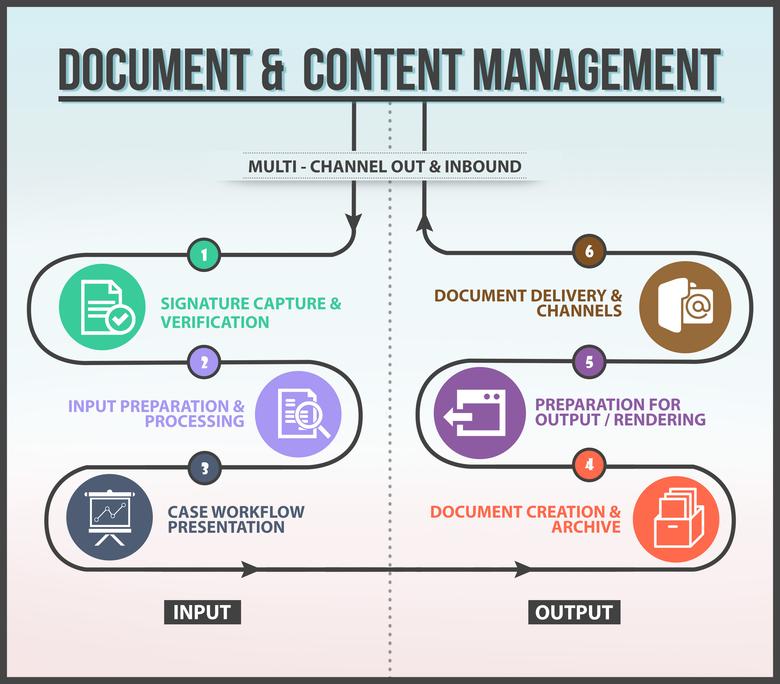 DOCUMENT & CONTENT MANAGEMENT
MULTI - CHANNEL OUT & INBOUND
1
SIGNATURE CAPTURE &
VERIFICATION
2
INPUT PREPARATION &
PROCESSING
3
CASE WORKFLOW
PRESENTATION
INPUT
6
DOCUMENT DELIVERY &
CHANNELS
@
5
PREPARATION FOR
OUTPUT / RENDERING
4
DOCUMENT CREATION &
ARCHIVE
OUTPUT